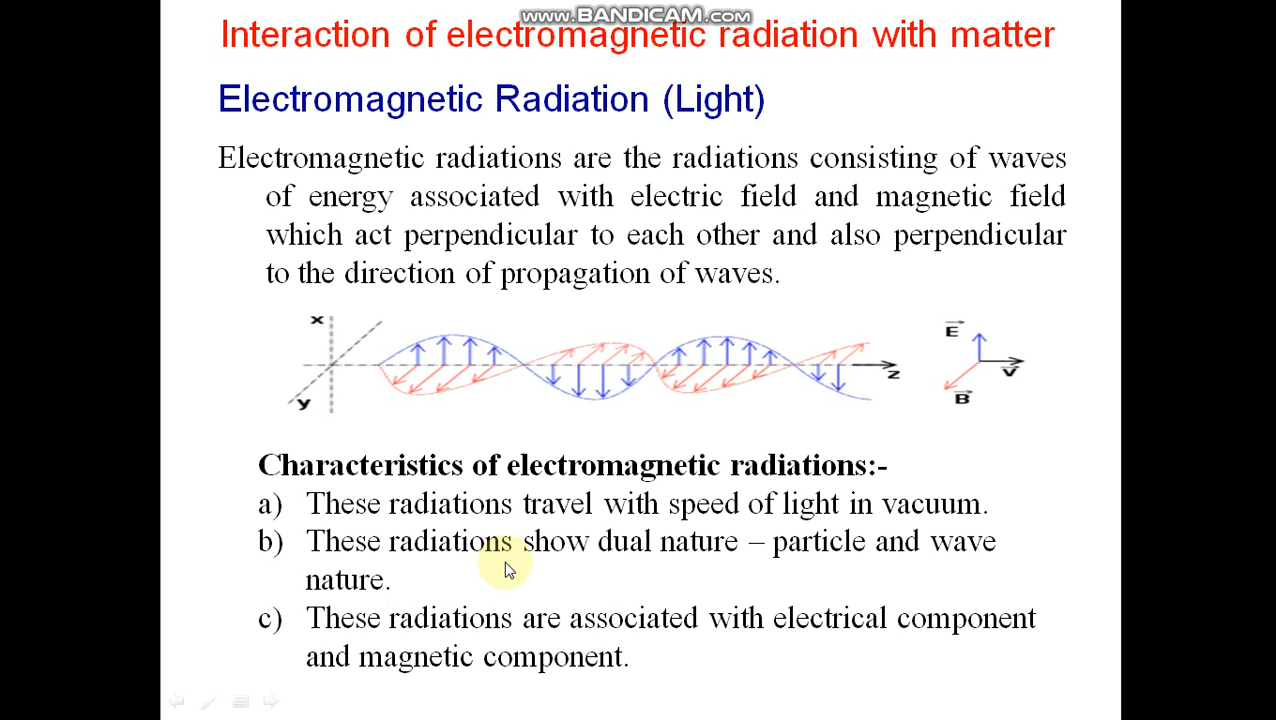 www.BANDICAM.com
Interaction of electromagnetic radiation with matter
Electromagnetic Radiation (Light)
Electromagnetic radiations are the radiations consisting of waves
of energy associated with electric field and magnetic field
which act perpendicular to each other and also perpendicular
to the direction of propagation of waves.
x
y
z
E
V
B
Characteristics of electromagnetic radiations:-
a) These radiations travel with speed of light in vacuum.
b) These radiations show dual nature – particle and wave
nature.
c) These radiations are associated with electrical component
and magnetic component.